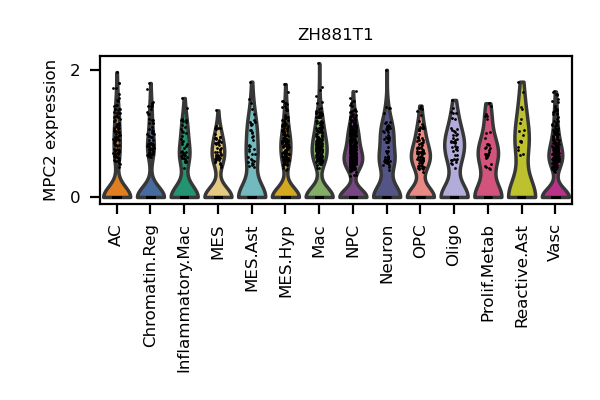 ZH881T1
MPC2 expression
2
0
AC
Chromatin.Reg
Inflammatory.Mac
MES
MES.Ast
MES.Hyp
Mac
NPC
Neuron
OPC
Oligo
Prolif.Metab
Reactive.Ast
Vasc